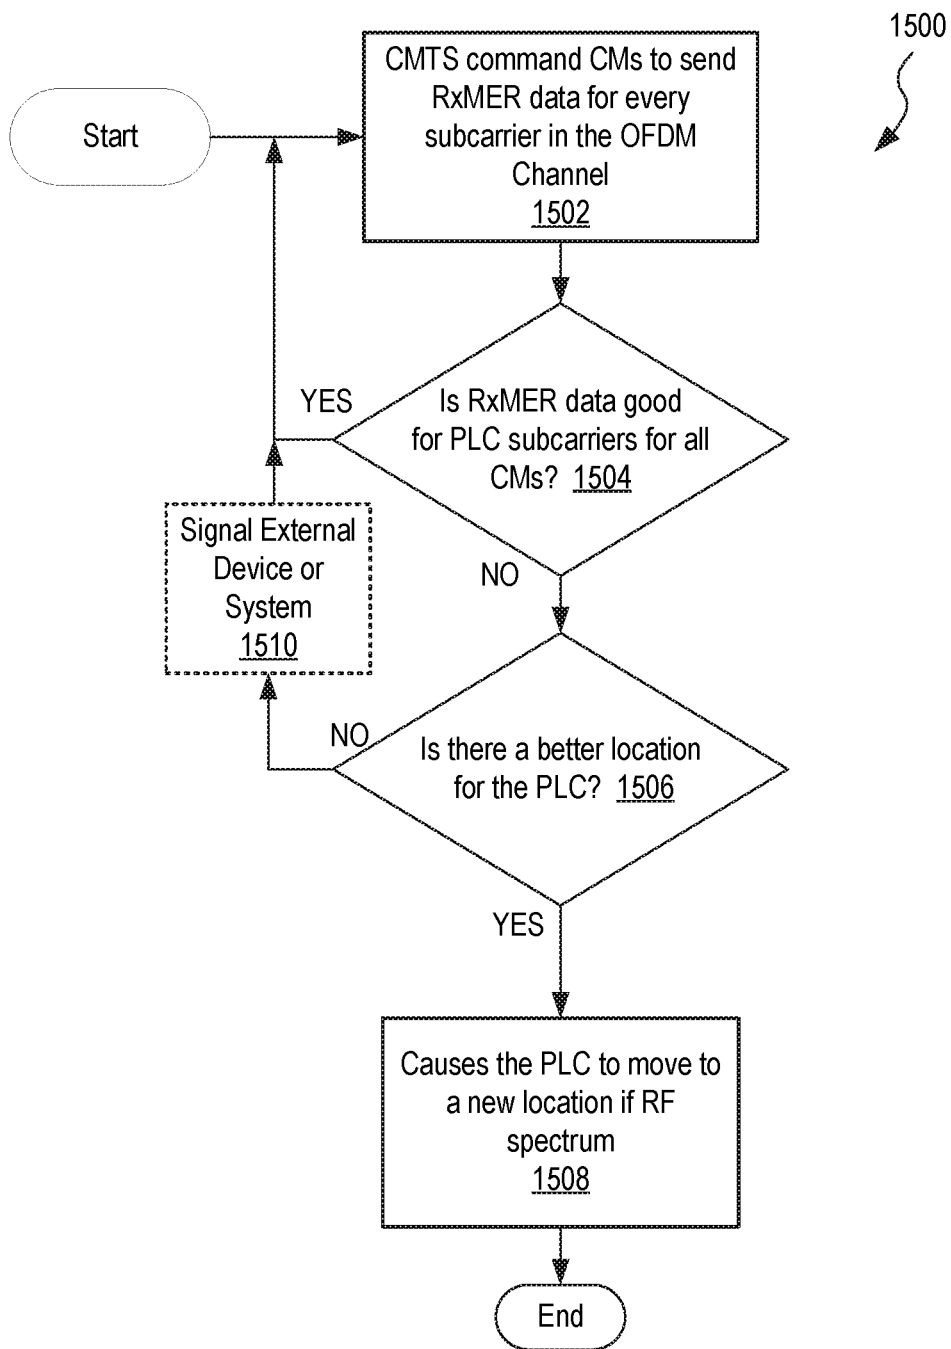 1500
Start
CMTS command CMs to send
RxMER data for every
subcarrier in the OFDM
Channel
1502
YES
Is RxMER data good
for PLC subcarriers for all
CMs? 1504
Signal External
Device or
System
1510
NO
NO
Is there a better location
for the PLC? 1506
YES
Causes the PLC to move to
a new location if RF
spectrum
1508
End